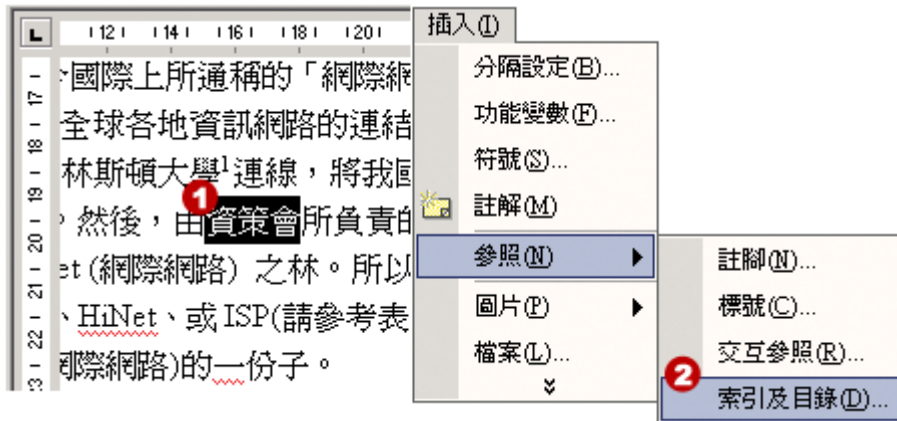 L 12 14 16 18 20
國際上所通稱的「網際網
全球各地資訊網路的連結
林斯頓大學1連線，將我國
1
。然後，由資策會所負責的
et (網際網路) 之林。所以
、HiNet、或 ISP(請參考表
網際網路)的一份子。
17
18
19
20
21
22
插入(I)
分隔設定(B)...
功能變數(F)...
符號(S)...
註解(M)
參照(N)
圖片(P)
檔案(L)...
註腳(N)...
標號(C)...
交互參照(R)...
2
索引及目錄(D)...